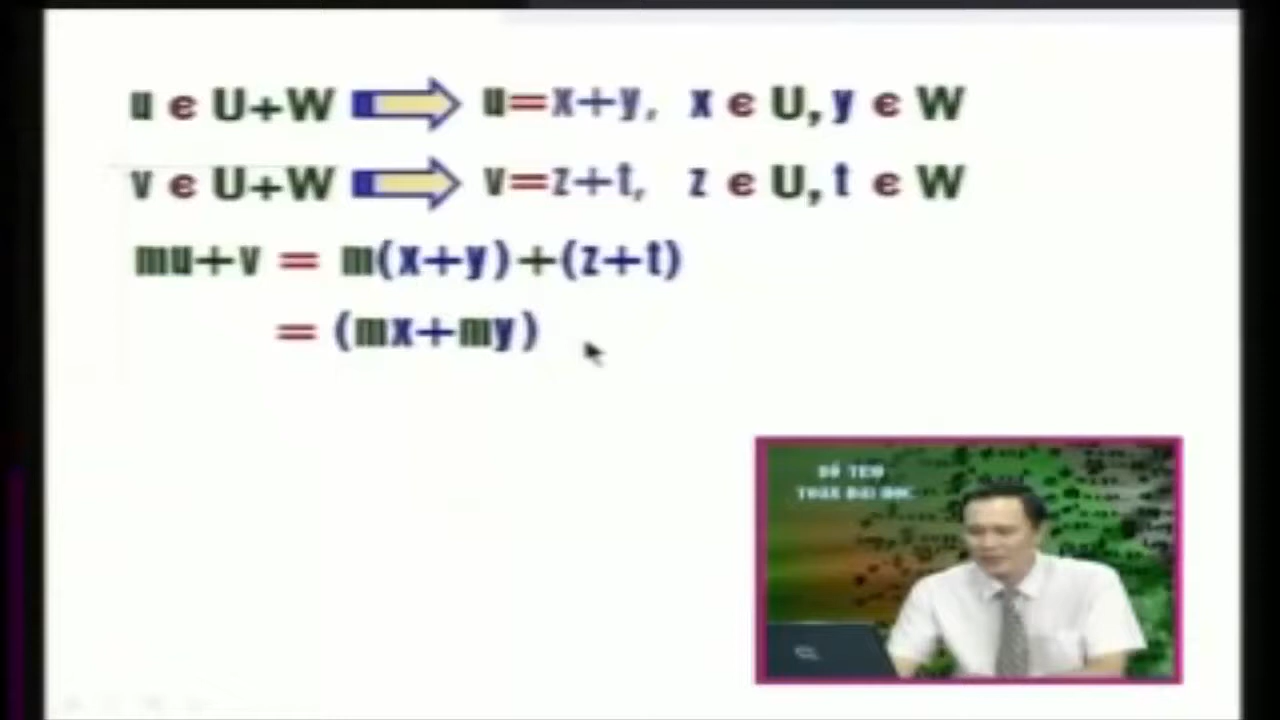 u є U+W u=x+y, x є U, y є W
v є U+W v=z+t, z є U, t є W
mu+v = m(x+y)+(z+t)
= (mx+my)